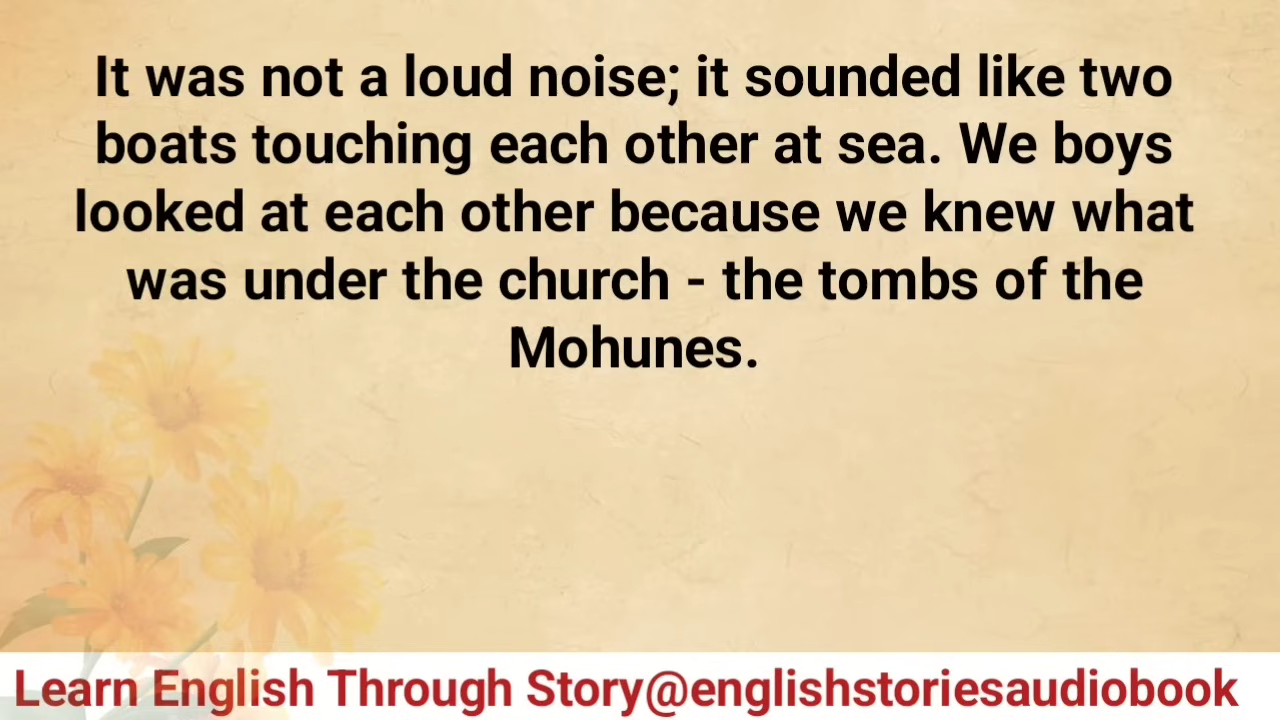 It was not a loud noise; it sounded like two
boats touching each other at sea. We boys
looked at each other because we knew what
was under the church - the tombs of the
Mohunes.
Learn English Through Story@englishstoriesaudiobook